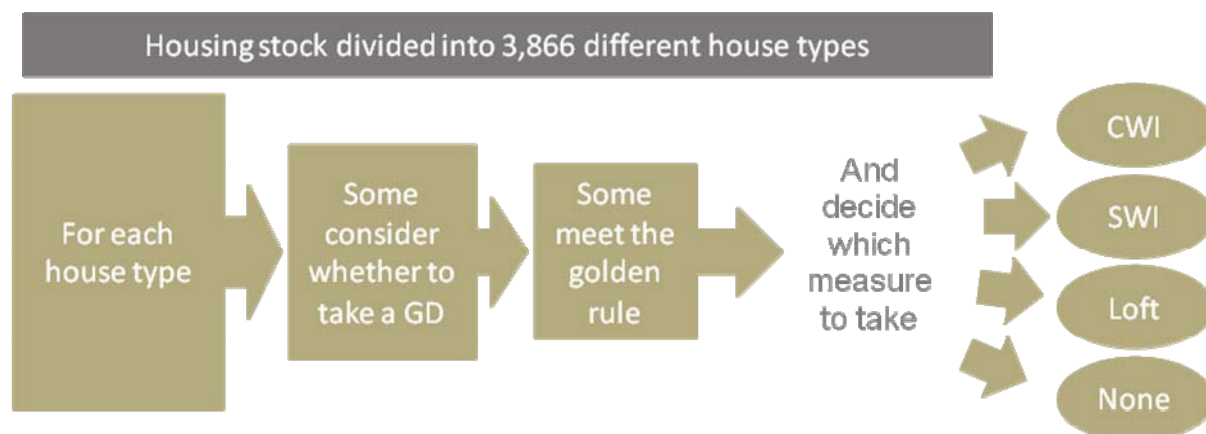 Housing stock divided into 3,866 different house types
For each
house type
Some
consider
whether to
take a GD
Some
meet the
golden
rule
And
decide
which
measure
to take
CWI
SWI
Loft
None